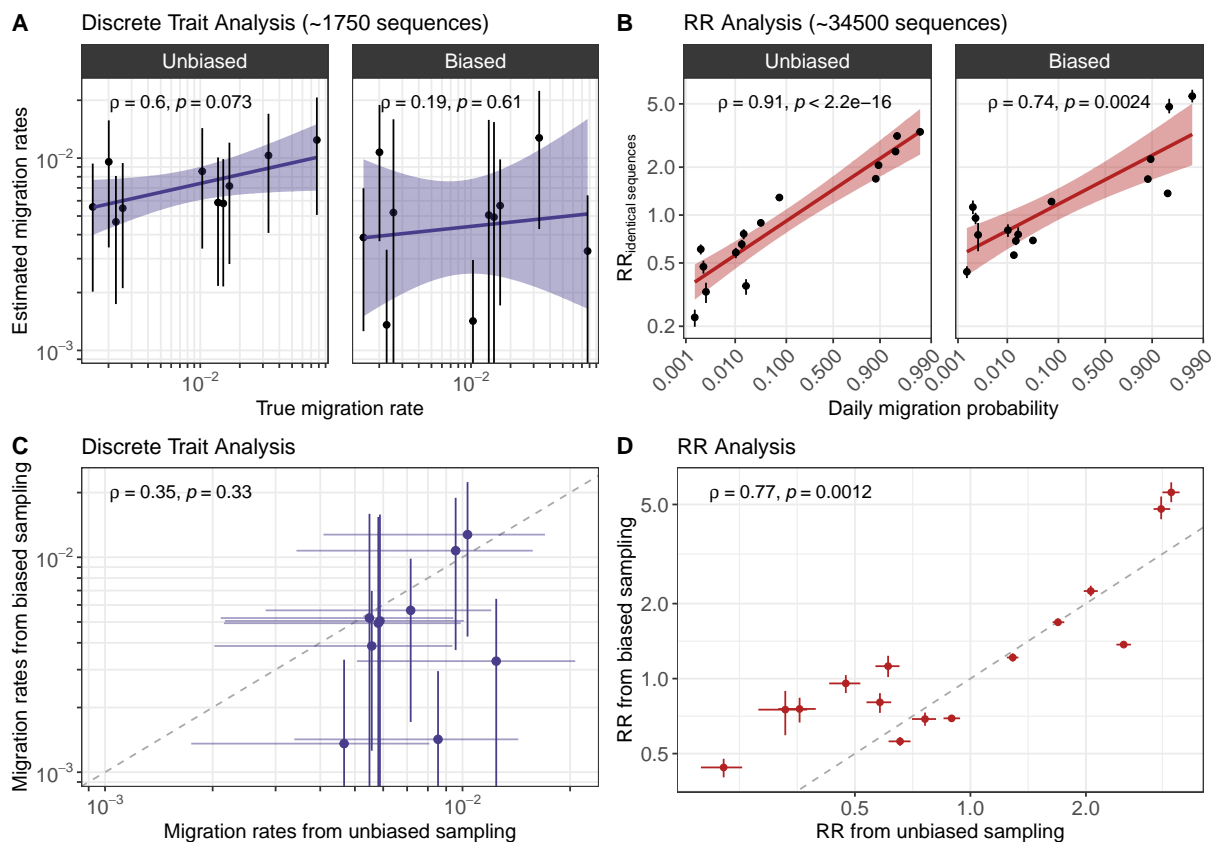 A Discrete Trait Analysis (~1750 sequences)
Unbiased Biased
ρ = 0.6, p = 0.073
ρ = 0.19, p = 0.61
Estimated migration rates
10−2
10−3
10−2 10−2
True migration rate
B RR Analysis (~34500 sequences)
Unbiased Biased
ρ = 0.91, p < 2.2e−16
ρ = 0.74, p = 0.0024
RRidentical sequences
5.0
2.0
1.0
0.5
0.2
0.001 0.010 0.100 0.500 0.900 0.990 0.001 0.010 0.100 0.500 0.900 0.990
Daily migration probability
C Discrete Trait Analysis
ρ = 0.35, p = 0.33
Migration rates from biased sampling
10−2
10−3
10−3 10−2
Migration rates from unbiased sampling
D RR Analysis
ρ = 0.77, p = 0.0012
RR from biased sampling
5.0
2.0
1.0
0.5
0.5 1.0 2.0
RR from unbiased sampling